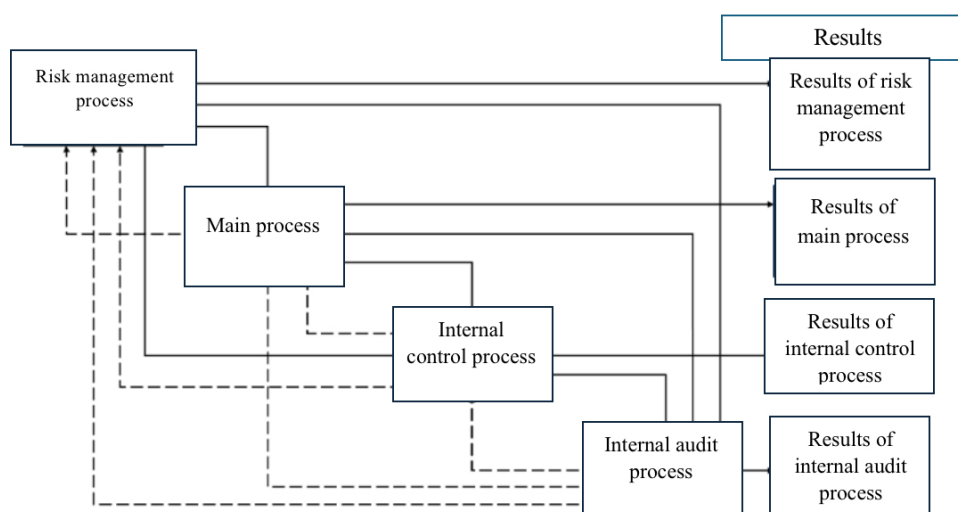 Results
Risk management
process
Results of risk
management
process
Main process
Results of
main process
Internal
control process
Results of
internal control
process
Internal audit
process
Results of
internal audit
process